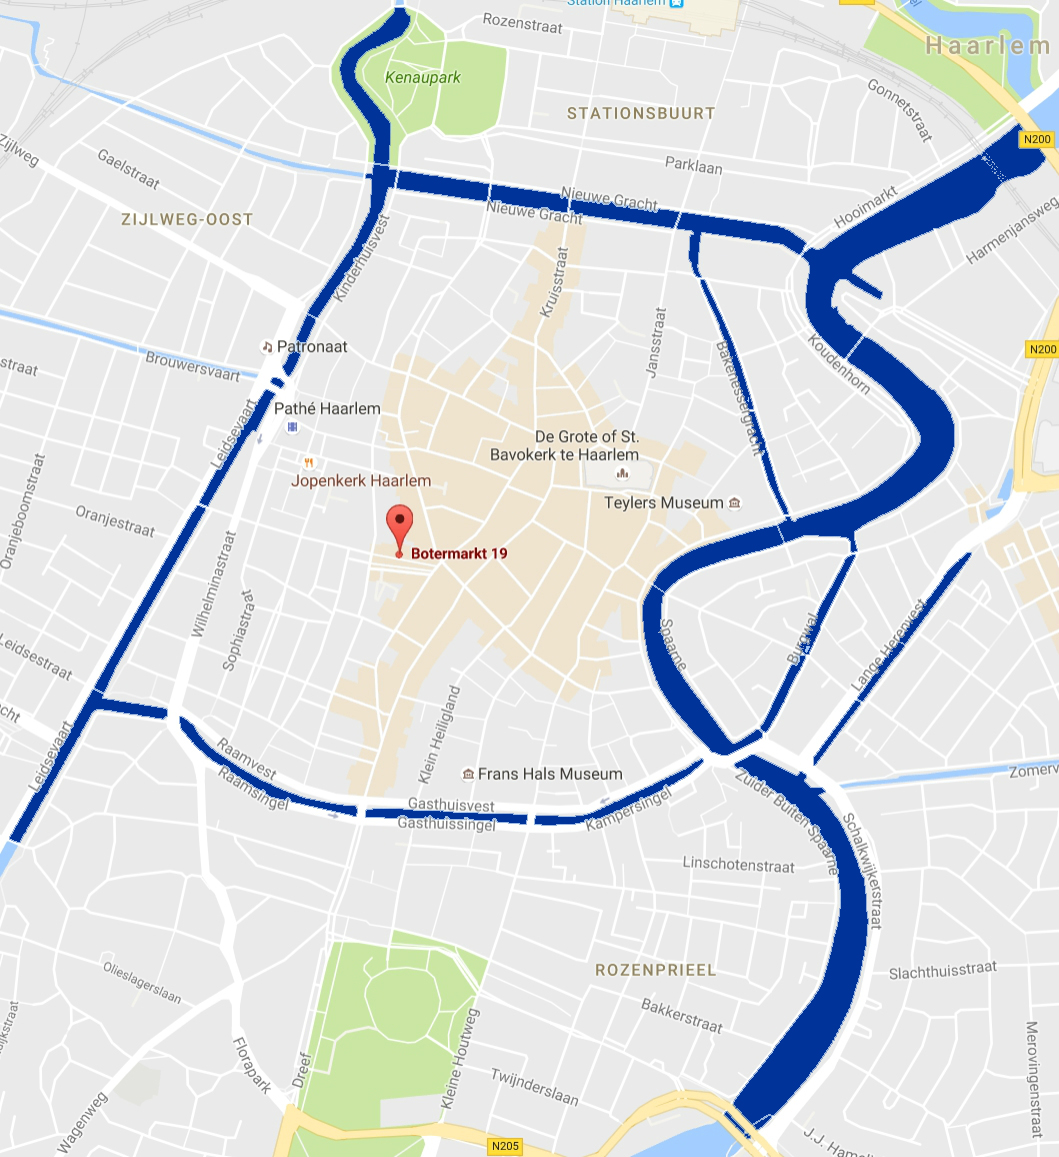 Station Haarlem
Rozenstraat
Haarlem
Kenaupark
Gonnetstraat
STATIONSBUURT
N200
Zijlweg
Gaelstraat
Parklaan
Nieuwe Gracht
Nieuwe Gracht
Hooimarkt
ZIJLWEG-OOST
Harmenjansweg
Kinderhuisvest
Kruisstraat
Jansstraat
Patronaat
Koudenhorn
N200
straat
Brouwersvaart
Bakenessergracht
Pathé Haarlem
Leidsevaart
De Grote of St.
Bavokerk te Haarlem
Jopenkerk Haarlem
Teylers Museum
Oranjeboomstraat
Oranjestraat
Botermarkt 19
Wilhelminastraat
Sophiastraat
Spaarne
Burgwal
Lange Herenvest
Leidsestraat
Klein Heiligland
cht
Leidsevaart
Raamvest
Raamsingel
Frans Hals Museum
Zomerv
Zuider Buiten Spaarne
Gasthuisvest
Gasthuissingel
Kampersingel
Schalkwijkerstraat
Linschotenstraat
ROZENPRIEEL
Slachthuisstraat
Olieslagerslaan
Bakkerstraat
dijkstraat
Merovingenstraat
Florapark
Dreef
Kleine Houtweg
Twijnderslaan
Wagenweg
N205
J.J. Hamel